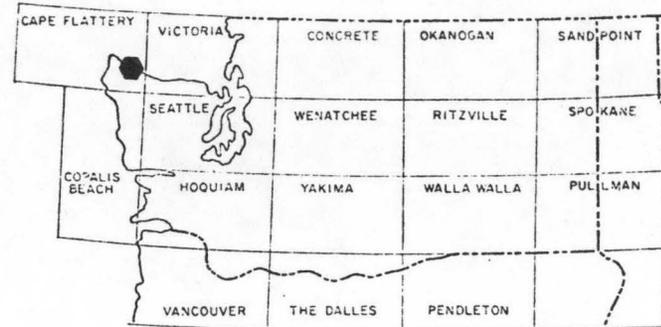 CAPE FLATTERY
VICTORIA
CONCRETE
OKANOGAN
SAND POINT
SEATTLE
WENATCHEE
RITZVILLE
SPOKANE
COPALIS
BEACH
HOQUIAM
YAKIMA
WALLA WALLA
PULLMAN
VANCOUVER
THE DALLES
PENDLETON